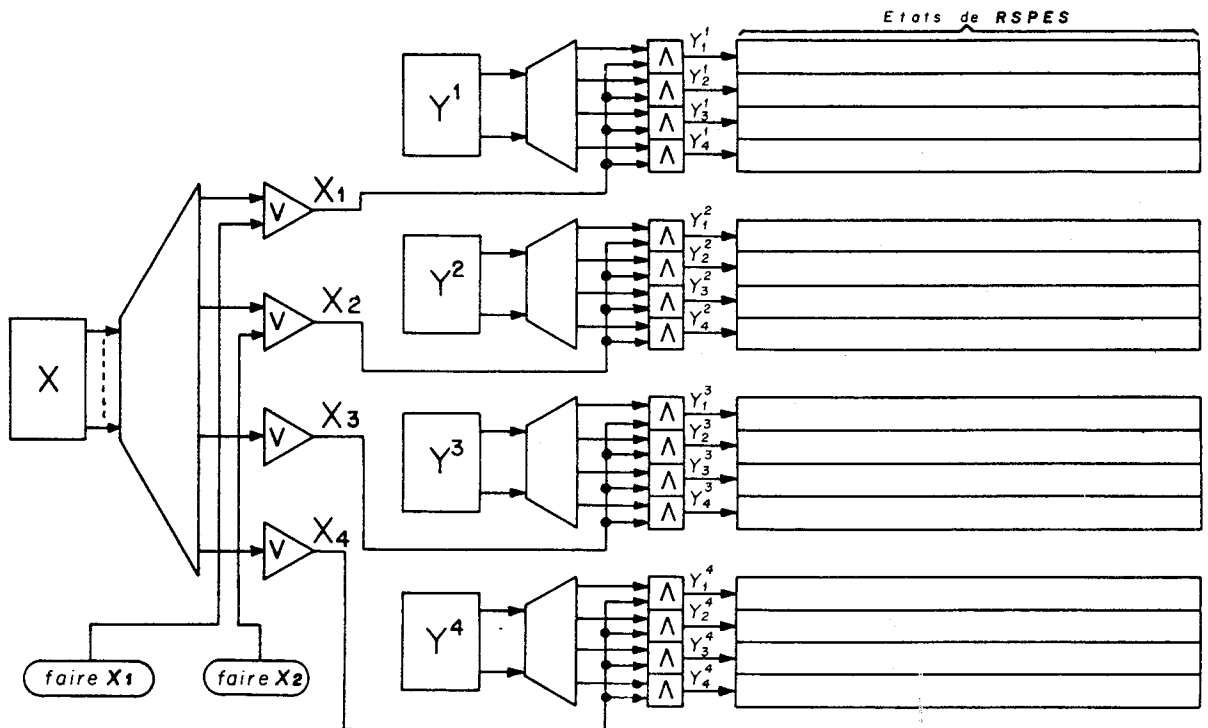 Etats de RSPES
Y¹
Λ
Λ
Λ
Λ
Y₁¹
Y₂¹
Y₃¹
Y₄¹
X
V
X1
V
X2
V
X3
V
X4
Y²
Λ
Λ
Λ
Λ
Y₁²
Y₂²
Y₃²
Y₄²
Y³
Λ
Λ
Λ
Λ
Y₁³
Y₂³
Y₃³
Y₄³
Y⁴
Λ
Λ
Λ
Λ
Y₁⁴
Y₂⁴
Y₃⁴
Y₄⁴
faire X1
faire X2